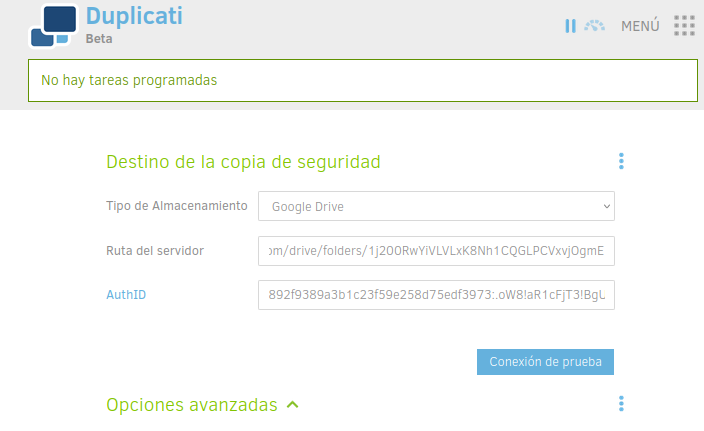 Duplicati
Beta
MENÚ
No hay tareas programadas
Destino de la copia de seguridad
Tipo de Almacenamiento
Google Drive
Ruta del servidor
om/drive/folders/1j2OORwYiVLVLxK8Nh1CQGLPCVxvjOgmE
AuthID
892f9389a3b1c23f59e258d75edf3973:.oW8!aR1cFjT3!BgU
Conexión de prueba
Opciones avanzadas